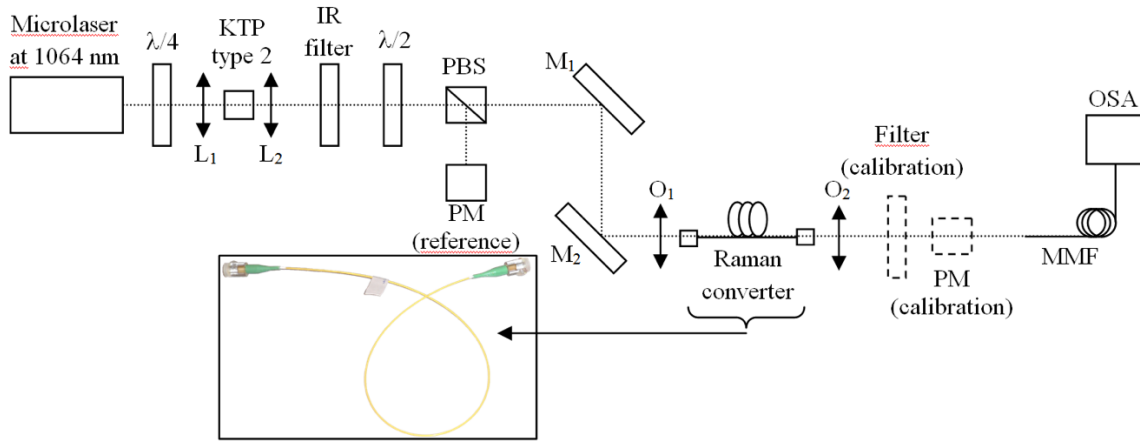 Microlaser
at 1064 nm
λ/4
KTP
type 2
IR
filter
λ/2
PBS
M₁
OSA
L₁
L₂
PM
(reference)
Filter
(calibration)
O₁
O₂
M₂
Raman
converter
PM
(calibration)
MMF